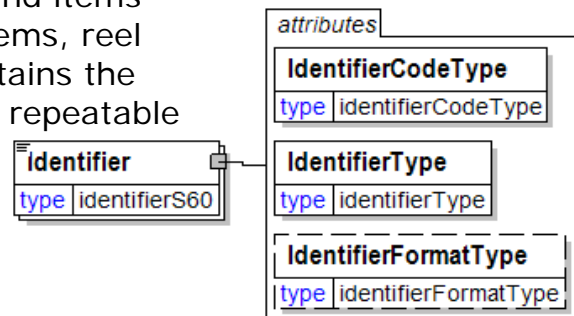 nd items
ems, reel
tains the
repeatable
Identifier
type identifierS60
attributes
IdentifierCodeType
type identifierCodeType
IdentifierType
type identifierType
IdentifierFormatType
type identifierFormatType